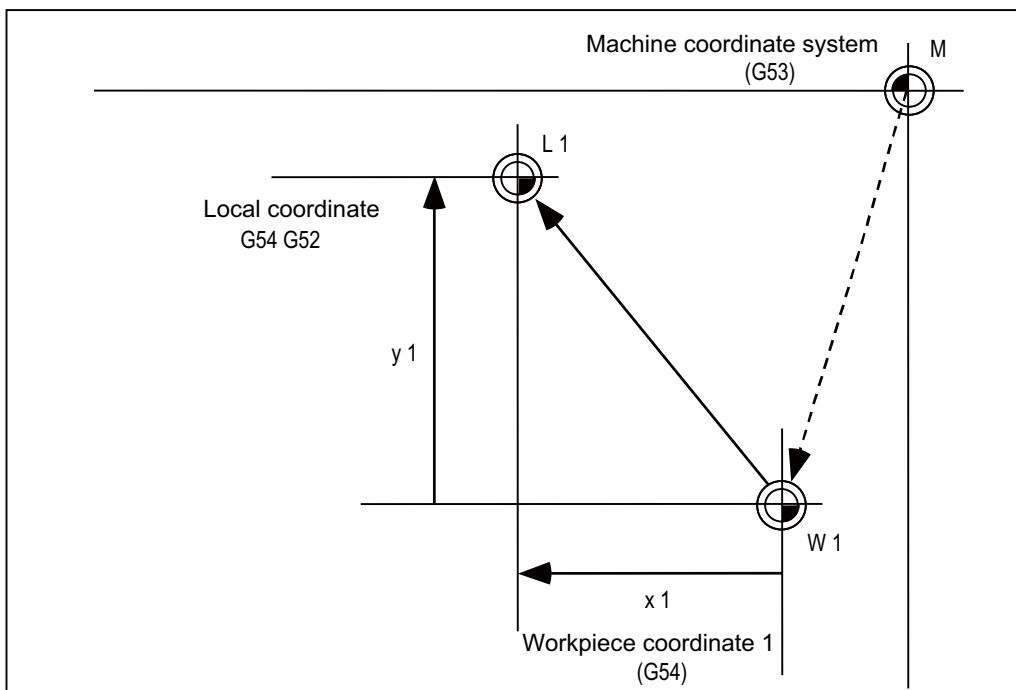 Machine coordinate system
(G53)
M
L 1
Local coordinate
G54 G52
y 1
W 1
x 1
Workpiece coordinate 1
(G54)